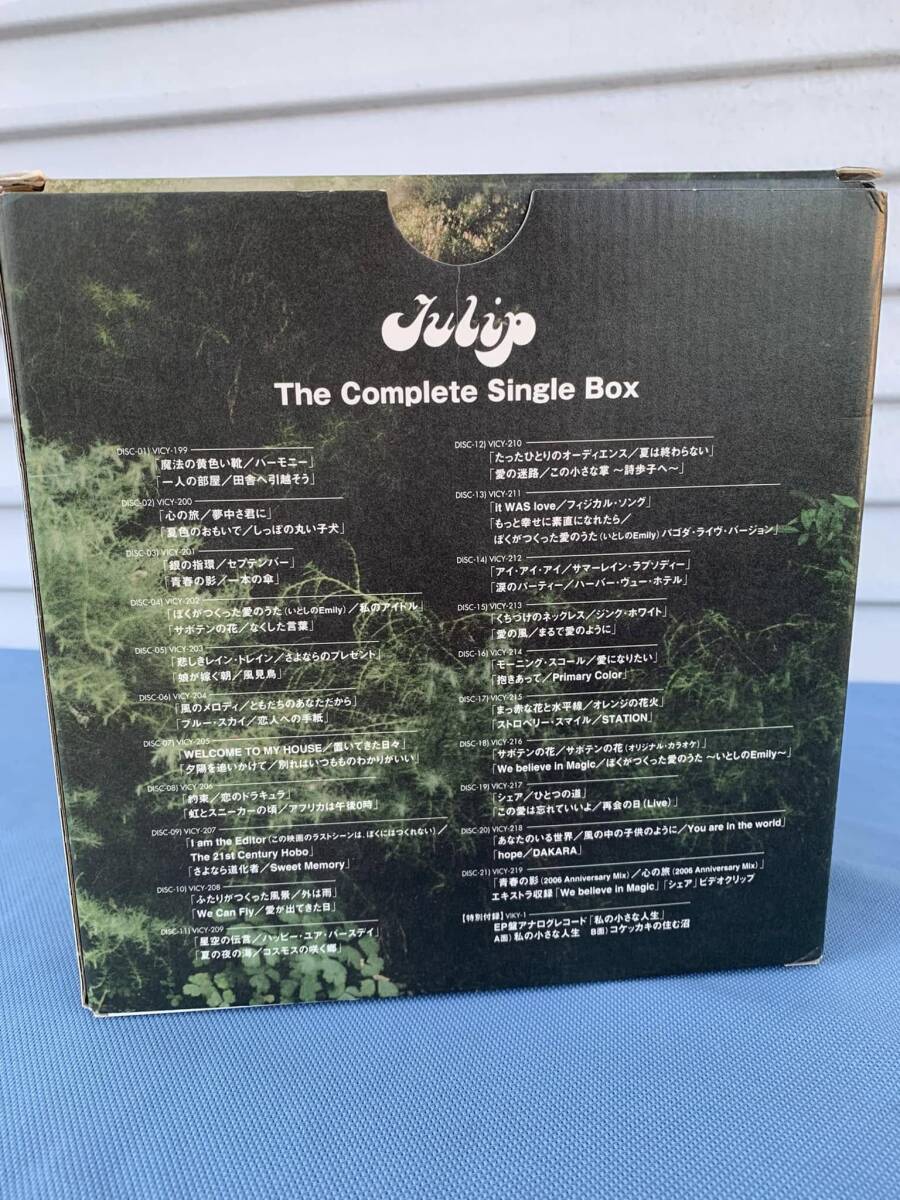 Tulip
The Complete Single Box
DISC-01) VICY-199
「魔法の黄色い靴／ハーモニー」
「一人の部屋／田舎へ引越そう」
DISC-02) VICY-200
「心の旅／夢中さ君に」
「夏色のおもいで／しっぽの丸い子犬」
DISC-03) VICY-201
「銀の指環／セプテンバー」
「青春の影／一本の傘」
DISC-04) VICY-202
「ぼくがつくった愛のうた（いとしのEmily）／私のアイドル」
「サボテンの花／なくした言葉」
DISC-05) VICY-203
「悲しきレイン・トレイン／さよならのプレゼント」
「娘が嫁ぐ朝／風見鳥」
DISC-06) VICY-204
「風のメロディ／ともだちのあなただから」
「ブルー・スカイ／恋人への手紙」
DISC-07) VICY-205
「WELCOME TO MY HOUSE／置いてきた日々」
「夕陽を追いかけて／別れはいつもものわかりがいい」
DISC-08) VICY-206
「約束／恋のドラキュラ」
「虹とスニーカーの頃／アフリカは午後0時」
DISC-09) VICY-207
「I am the Editor（この映画のラストシーンは、ぼくにはつくれない）／
The 21st Century Hobo」
「さよなら道化者／Sweet Memory」
DISC-10) VICY-208
「ふたりがつくった風景／外は雨」
「We Can Fly／愛が出てきた日」
DISC-11) VICY-209
「星空の伝言／ハッピー・ユア・バースデイ」
「夏の夜の海／コスモスの咲く郷」
DISC-12) VICY-210
「たったひとりのオーディエンス／夏は終わらない」
「愛の迷路／この小さな掌 〜詩歩子へ〜」
DISC-13) VICY-211
「it WAS love／フィジカル・ソング」
「もっと幸せに素直になれたら／
ぼくがつくった愛のうた（いとしのEmily）パゴダ・ライヴ・バージョン」
DISC-14) VICY-212
「アイ・アイ・アイ／サマーレイン・ラプソディー」
「涙のパーティー／ハーバー・ヴュー・ホテル」
DISC-15) VICY-213
「くちづけのネックレス／ジンク・ホワイト」
「愛の風／まるで愛のように」
DISC-16) VICY-214
「モーニング・スコール／愛になりたい」
「抱きあって／Primary Color」
DISC-17) VICY-215
「まっ赤な花と水平線／オレンジの花火」
「ストロベリー・スマイル／STATION」
DISC-18) VICY-216
「サボテンの花／サボテンの花（オリジナル・カラオケ）」
「We believe in Magic／ぼくがつくった愛のうた 〜いとしのEmily〜」
DISC-19) VICY-217
「シェア／ひとつの道」
「この愛は忘れていいよ／再会の日（Live）」
DISC-20) VICY-218
「あなたのいる世界／風の中の子供のように／You are in the world」
「hope／DAKARA」
DISC-21) VICY-219
「青春の影（2006 Anniversary Mix）／心の旅（2006 Anniversary Mix）」
エキストラ収録「We believe in Magic」「シェア」ビデオクリップ
【特別付録】 VIKY-1
EP盤アナログレコード「私の小さな人生」
A面）私の小さな人生 B面）コケッカキの住む沼